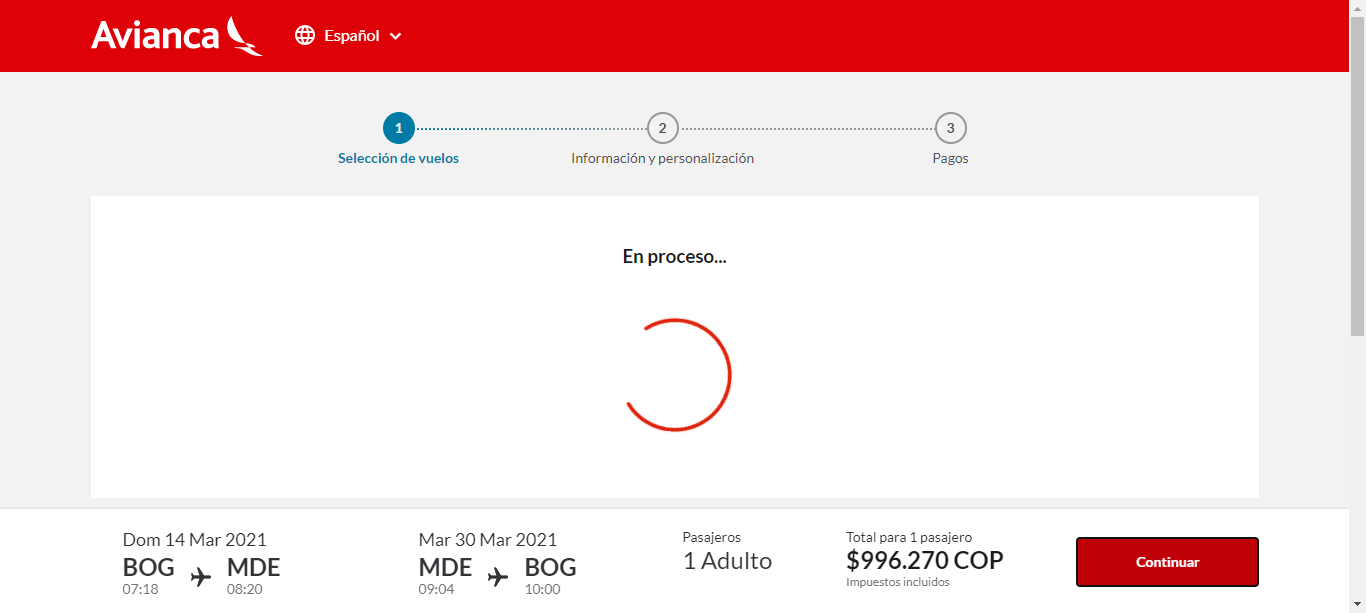 Avianca
Español
1
2
3
Selección de vuelos
Información y personalización
Pagos
En proceso...
Dom 14 Mar 2021
BOG MDE
07:18 08:20
Mar 30 Mar 2021
MDE BOG
09:04 10:00
Pasajeros
1 Adulto
Total para 1 pasajero
$996.270 COP
Impuestos incluidos
Continuar